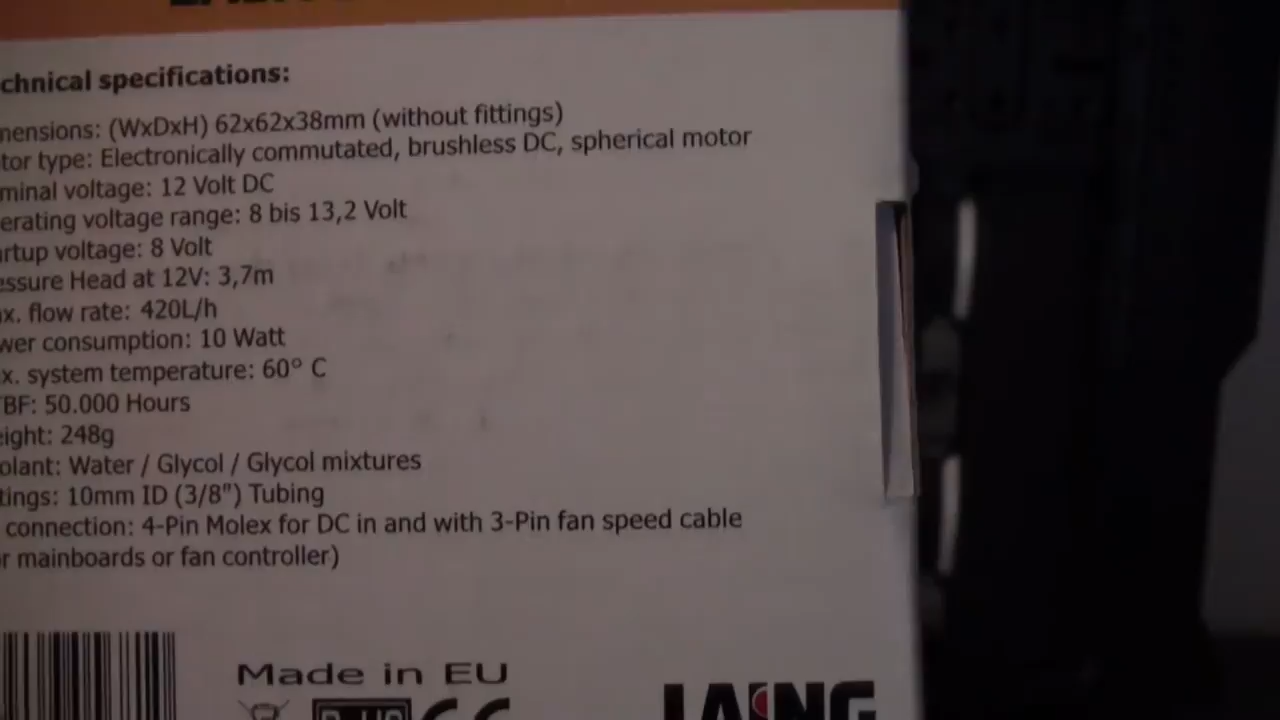 chnical specifications:
mensions: (WxDxH) 62x62x38mm (without fittings)
tor type: Electronically commutated, brushless DC, spherical motor
minal voltage: 12 Volt DC
erating voltage range: 8 bis 13,2 Volt
artup voltage: 8 Volt
essure Head at 12V: 3,7m
x. flow rate: 420L/h
wer consumption: 10 Watt
x. system temperature: 60° C
BF: 50.000 Hours
eight: 248g
olant: Water / Glycol / Glycol mixtures
tings: 10mm ID (3/8") Tubing
connection: 4-Pin Molex for DC in and with 3-Pin fan speed cable
r mainboards or fan controller)
Made in EU
CE
LAING